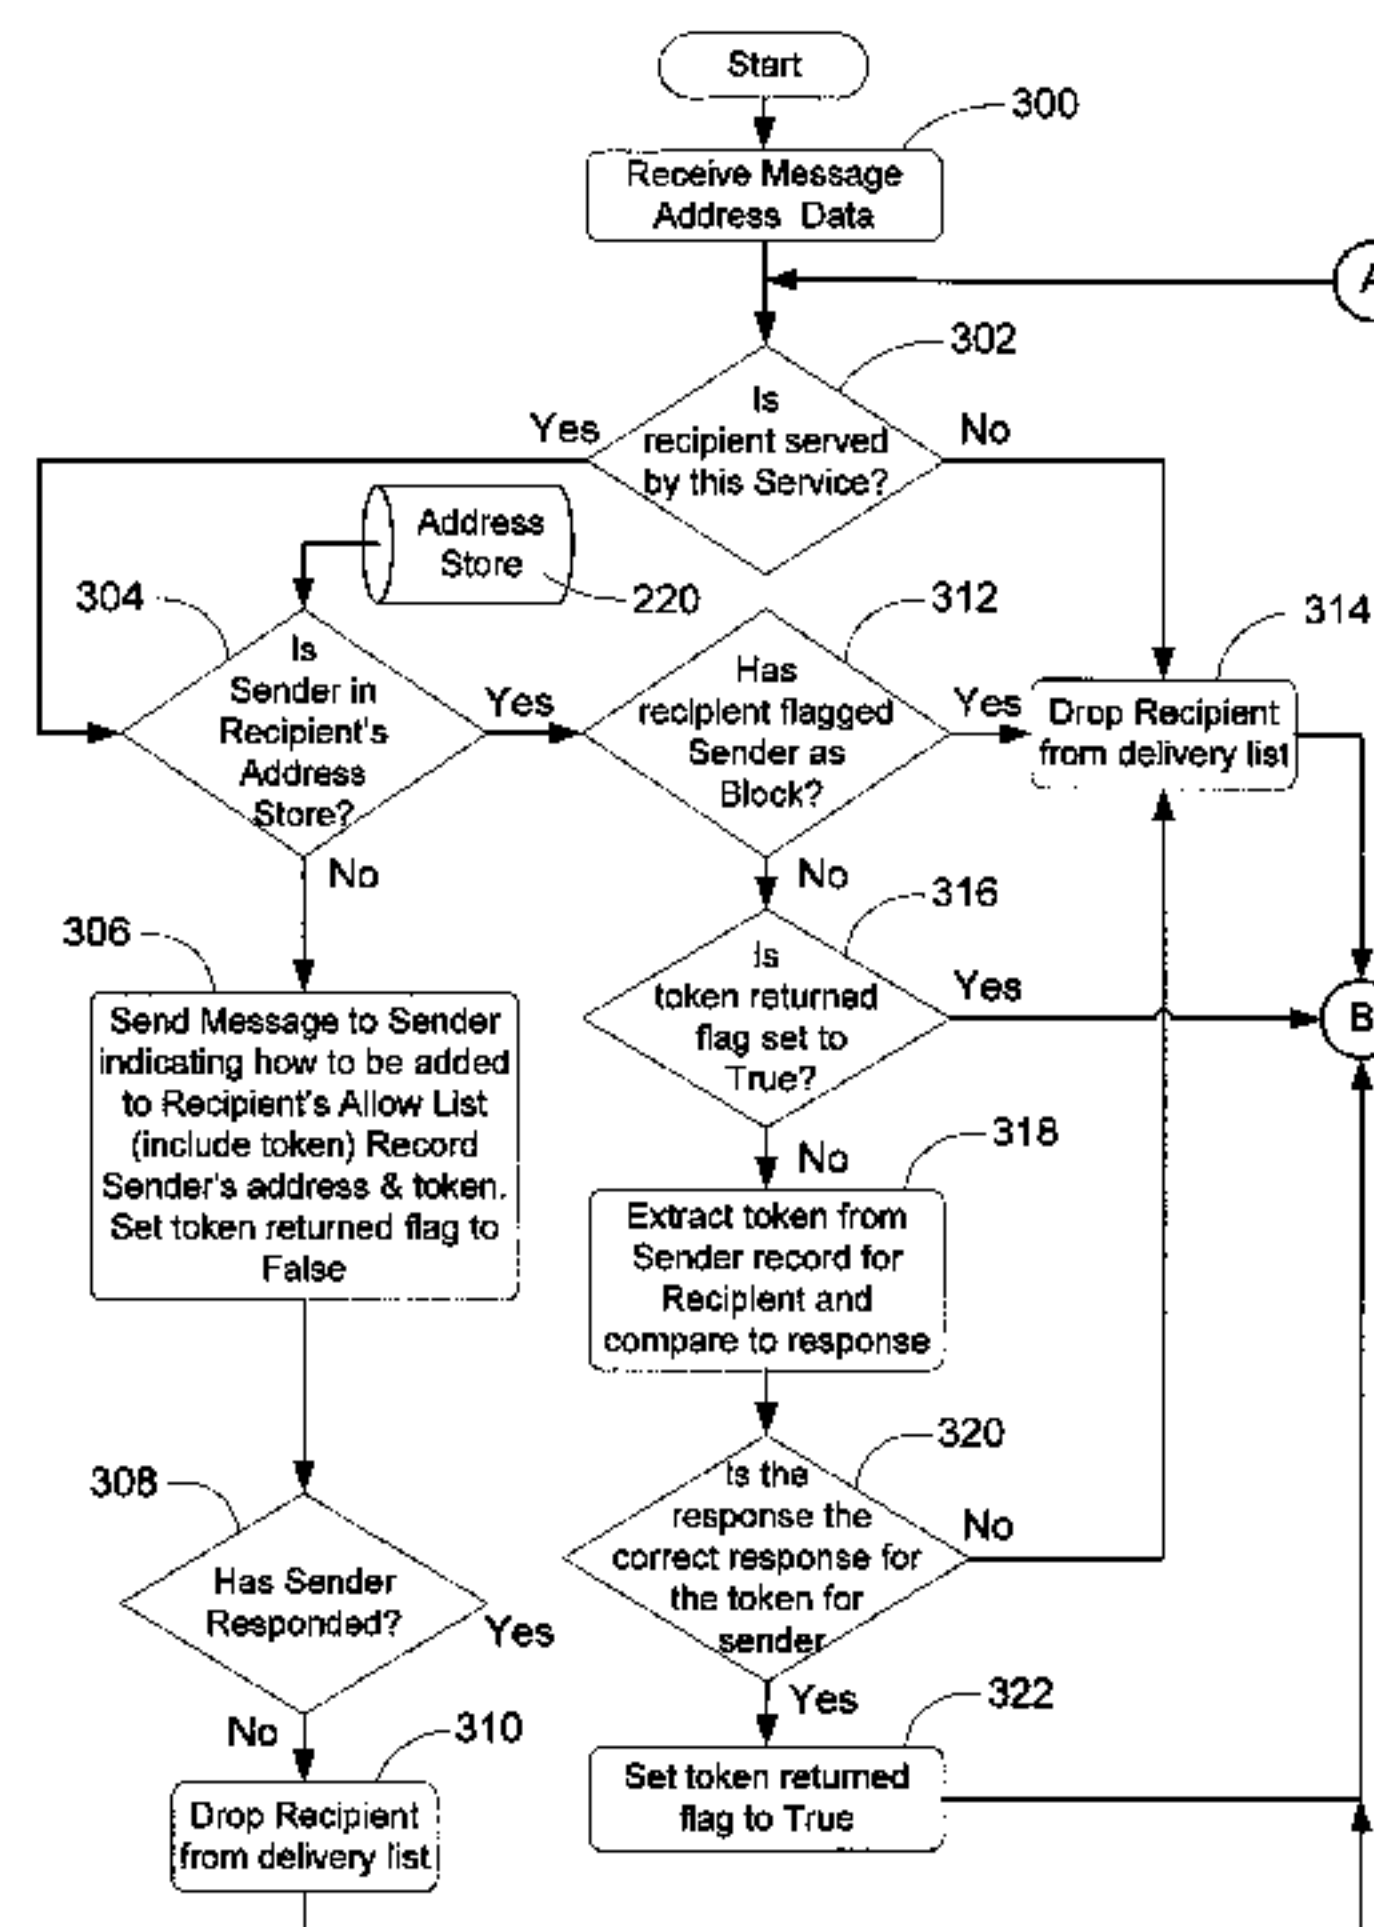 Start
300
Receive Message
Address Data
A
302
Is
recipient served
by this Service?
Yes
No
Address
Store
220
304
Is
Sender in
Recipient's
Address
Store?
Yes
No
312
Has
recipient flagged
Sender as
Block?
Yes
No
314
Drop Recipient
from delivery list
306
Send Message to Sender
indicating how to be added
to Recipient's Allow List
(include token) Record
Sender's address & token.
Set token returned flag to
False
316
Is
token returned
flag set to
True?
Yes
No
B
318
Extract token from
Sender record for
Recipient and
compare to response
308
Has Sender
Responded?
Yes
No
320
Is the
response the
correct response for
the token for
sender
No
Yes
310
Drop Recipient
from delivery list
322
Set token returned
flag to True